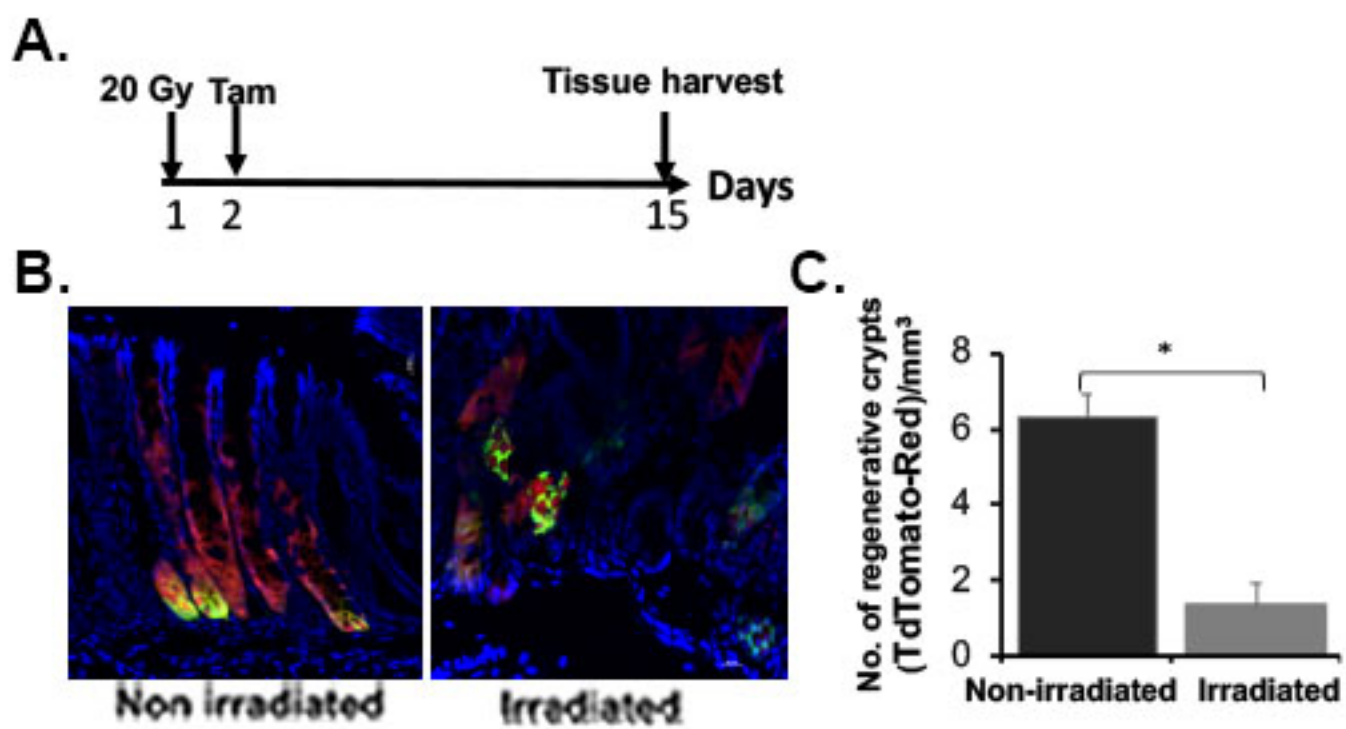 A.
20 Gy Tam
Tissue harvest
Days
1 2 15
B.
C.
Non irradiated
Irradiated
No. of regenerative crypts
(TdTomato-Red)/mm³
8
6
4
2
0
*
Non-irradiated Irradiated